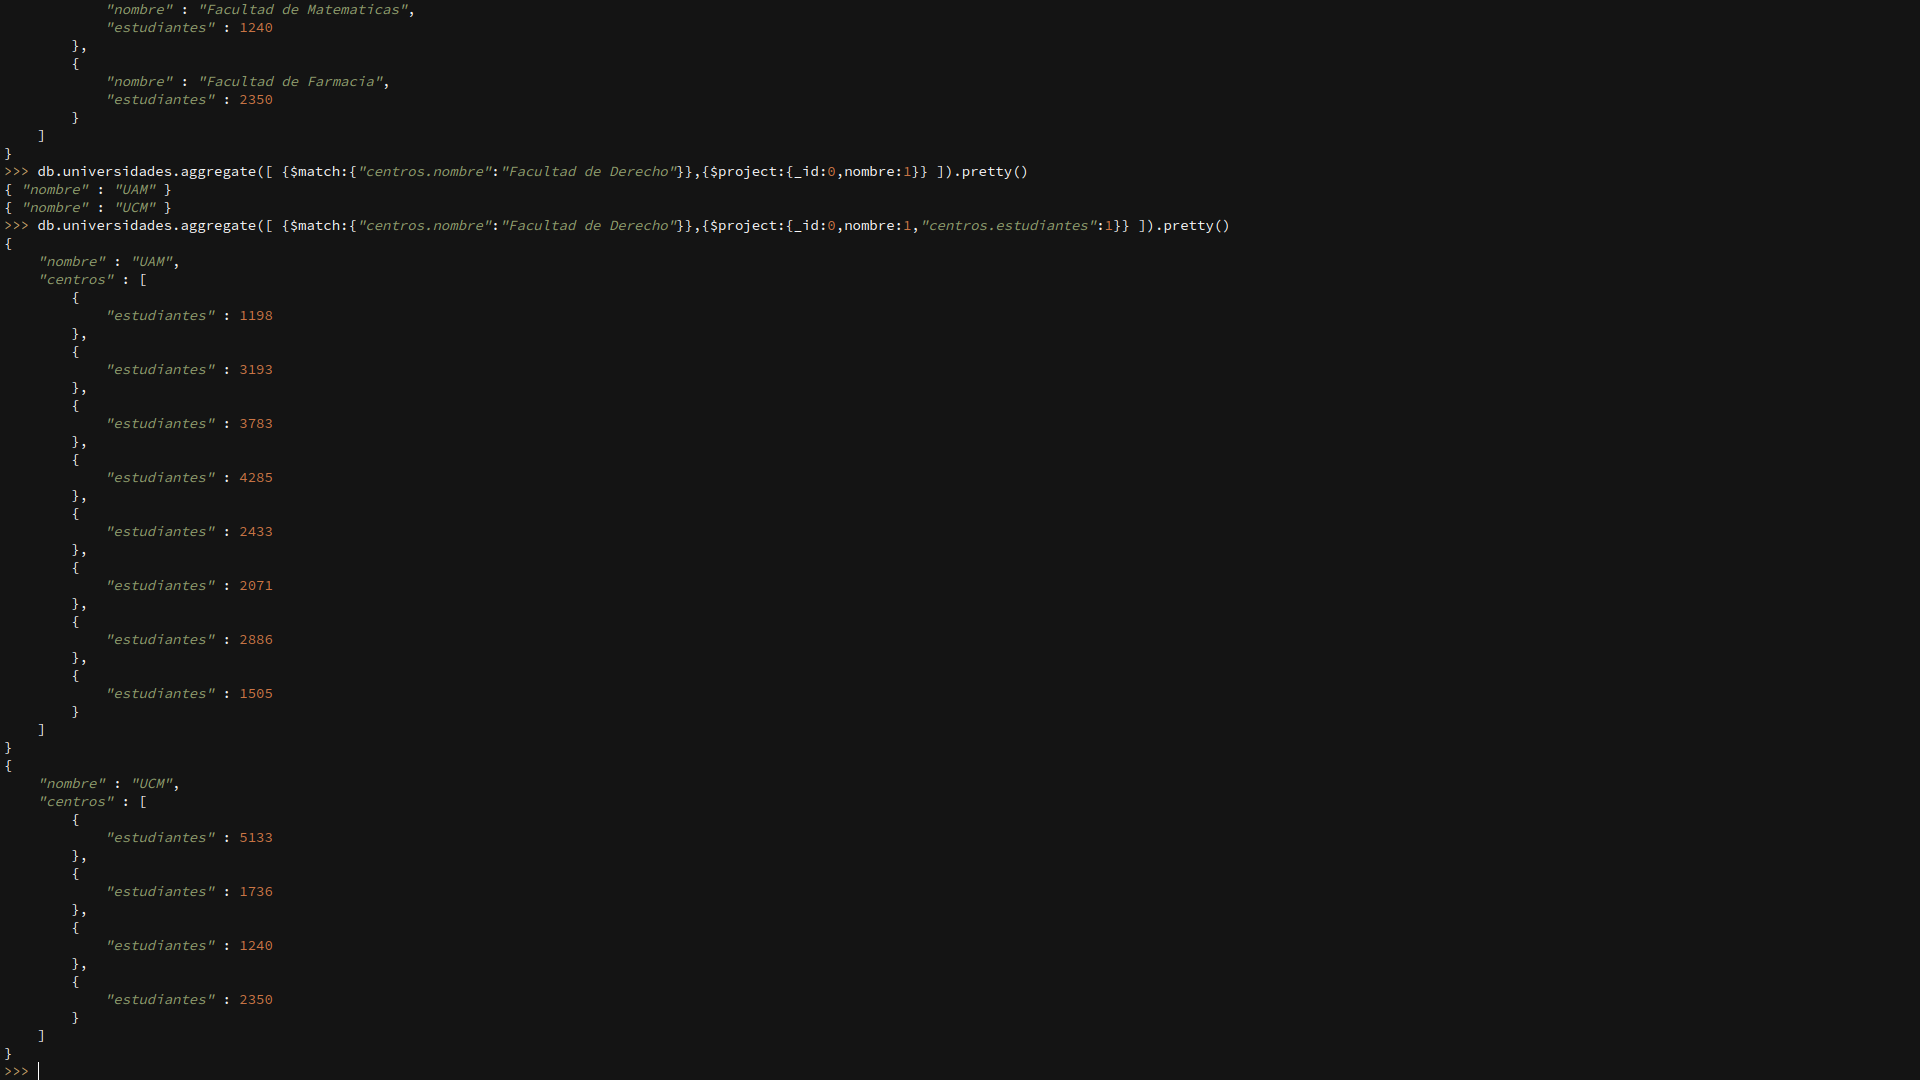 "nombre" : "Facultad de Matematicas",
"estudiantes" : 1240
},
{
"nombre" : "Facultad de Farmacia",
"estudiantes" : 2350
}
]
}
>>> db.universidades.aggregate([ {$match:{"centros.nombre":"Facultad de Derecho"}},{$project:{_id:0,nombre:1}} ]).pretty()
{ "nombre" : "UAM" }
{ "nombre" : "UCM" }
>>> db.universidades.aggregate([ {$match:{"centros.nombre":"Facultad de Derecho"}},{$project:{_id:0,nombre:1,"centros.estudiantes":1}} ]).pretty()
{
"nombre" : "UAM",
"centros" : [
{
"estudiantes" : 1198
},
{
"estudiantes" : 3193
},
{
"estudiantes" : 3783
},
{
"estudiantes" : 4285
},
{
"estudiantes" : 2433
},
{
"estudiantes" : 2071
},
{
"estudiantes" : 2886
},
{
"estudiantes" : 1505
}
]
}
{
"nombre" : "UCM",
"centros" : [
{
"estudiantes" : 5133
},
{
"estudiantes" : 1736
},
{
"estudiantes" : 1240
},
{
"estudiantes" : 2350
}
]
}
>>>